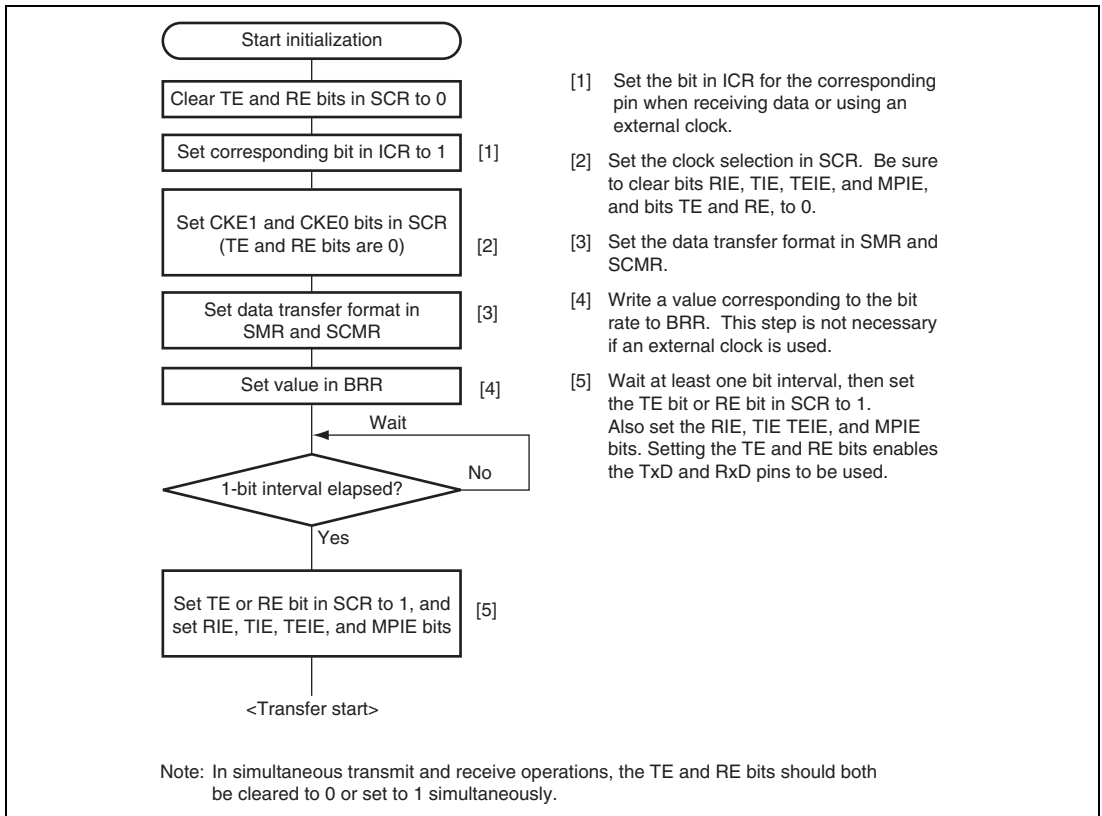 Start initialization
Clear TE and RE bits in SCR to 0
Set corresponding bit in ICR to 1
[1]
Set CKE1 and CKE0 bits in SCR
(TE and RE bits are 0)
[2]
Set data transfer format in
SMR and SCMR
[3]
Set value in BRR
[4]
Wait
No
1-bit interval elapsed?
Yes
Set TE or RE bit in SCR to 1, and
set RIE, TIE, TEIE, and MPIE bits
[5]
<Transfer start>
[1] Set the bit in ICR for the corresponding
pin when receiving data or using an
external clock.
[2] Set the clock selection in SCR. Be sure
to clear bits RIE, TIE, TEIE, and MPIE,
and bits TE and RE, to 0.
[3] Set the data transfer format in SMR and
SCMR.
[4] Write a value corresponding to the bit
rate to BRR. This step is not necessary
if an external clock is used.
[5] Wait at least one bit interval, then set
the TE bit or RE bit in SCR to 1.
Also set the RIE, TIE TEIE, and MPIE
bits. Setting the TE and RE bits enables
the TxD and RxD pins to be used.
Note: In simultaneous transmit and receive operations, the TE and RE bits should both
be cleared to 0 or set to 1 simultaneously.